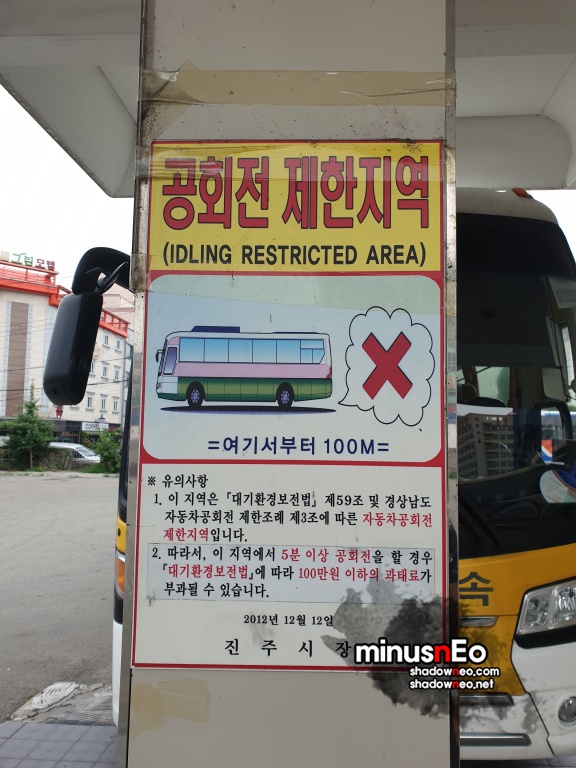 공회전 제한지역
(IDLING RESTRICTED AREA)
=여기서부터 100M=
※ 유의사항
1. 이 지역은 『대기환경보전법』 제59조 및 경상남도
자동차공회전 제한조례 제3조에 따른 자동차공회전
제한지역입니다.
2. 따라서, 이 지역에서 5분 이상 공회전을 할 경우
『대기환경보전법』에 따라 100만원 이하의 과태료가
부과될 수 있습니다.
2012년 12월 12일
진 주 시 장
minusnEo
shadowneo.com
shadowneo.net
그림모텔
COFFEE
속